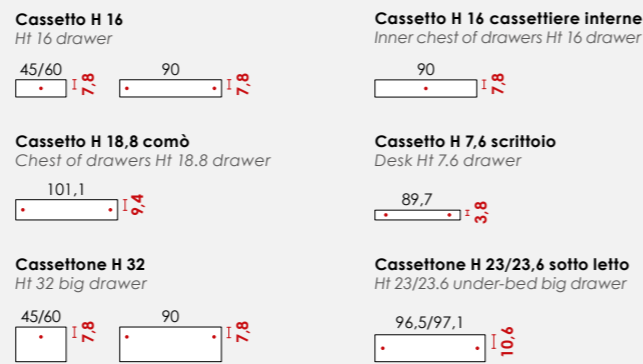 Cassetto H 16
Ht 16 drawer
45/60
7,8
90
7,8
Cassetto H 16 cassettiere interne
Inner chest of drawers Ht 16 drawer
90
7,8
Cassetto H 18,8 comò
Chest of drawers Ht 18.8 drawer
101,1
9,4
Cassetto H 7,6 scrittoio
Desk Ht 7.6 drawer
89,7
3,8
Cassettone H 32
Ht 32 big drawer
45/60
7,8
90
7,8
Cassettone H 23/23,6 sotto letto
Ht 23/23.6 under-bed big drawer
96,5/97,1
10,6